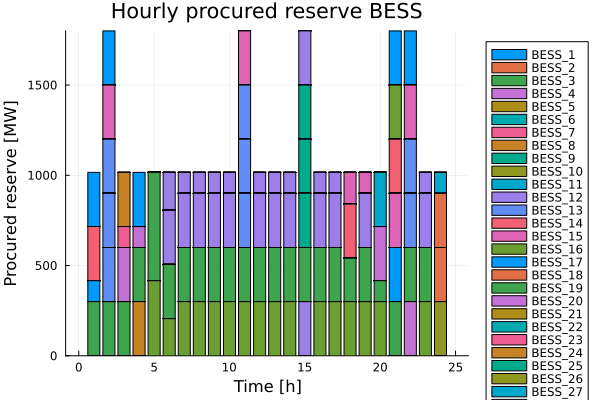 Hourly procured reserve BESS
Procured reserve [MW]
1500
1000
500
0
0 5 10 15 20 25
Time [h]
BESS_1
BESS_2
BESS_3
BESS_4
BESS_5
BESS_6
BESS_7
BESS_8
BESS_9
BESS_10
BESS_11
BESS_12
BESS_13
BESS_14
BESS_15
BESS_16
BESS_17
BESS_18
BESS_19
BESS_20
BESS_21
BESS_22
BESS_23
BESS_24
BESS_25
BESS_26
BESS_27